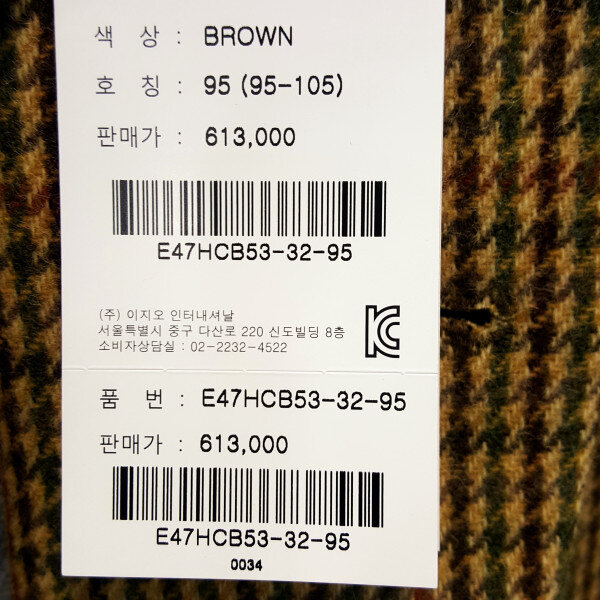 색 상 : BROWN
호 칭 : 95 (95-105)
판매가 : 613,000
E47HCB53-32-95
(주) 이지오 인터내셔날
서울특별시 중구 다산로 220 신도빌딩 8층
소비자상담실 : 02-2232-4522
품 번 : E47HCB53-32-95
판매가 : 613,000
E47HCB53-32-95
0034